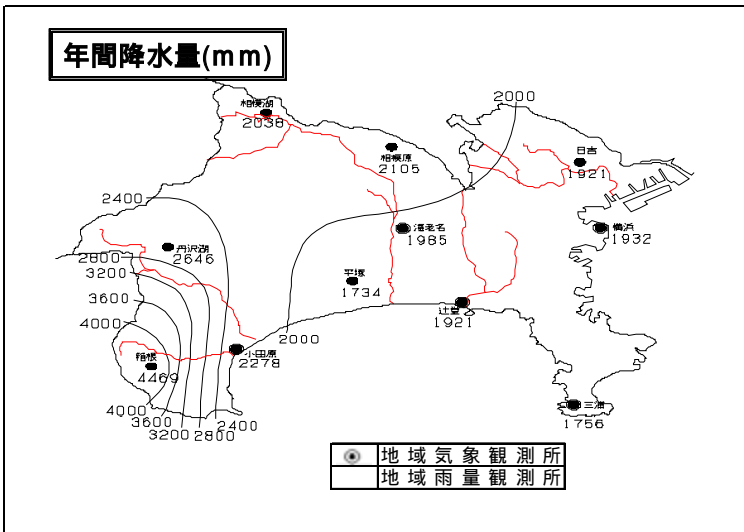 年間降水量(mm)
2000
相模湖
2038
相模原
2105
日吉
1921
2400
海老名
1985
横浜
1932
丹沢湖
2646
2800
3200
平塚
1734
3600
辻堂
1921
4000
2000
小田原
2278
箱根
4469
4000
3600
3200
2800
2400
三浦
1756
地域気象観測所
地域雨量観測所